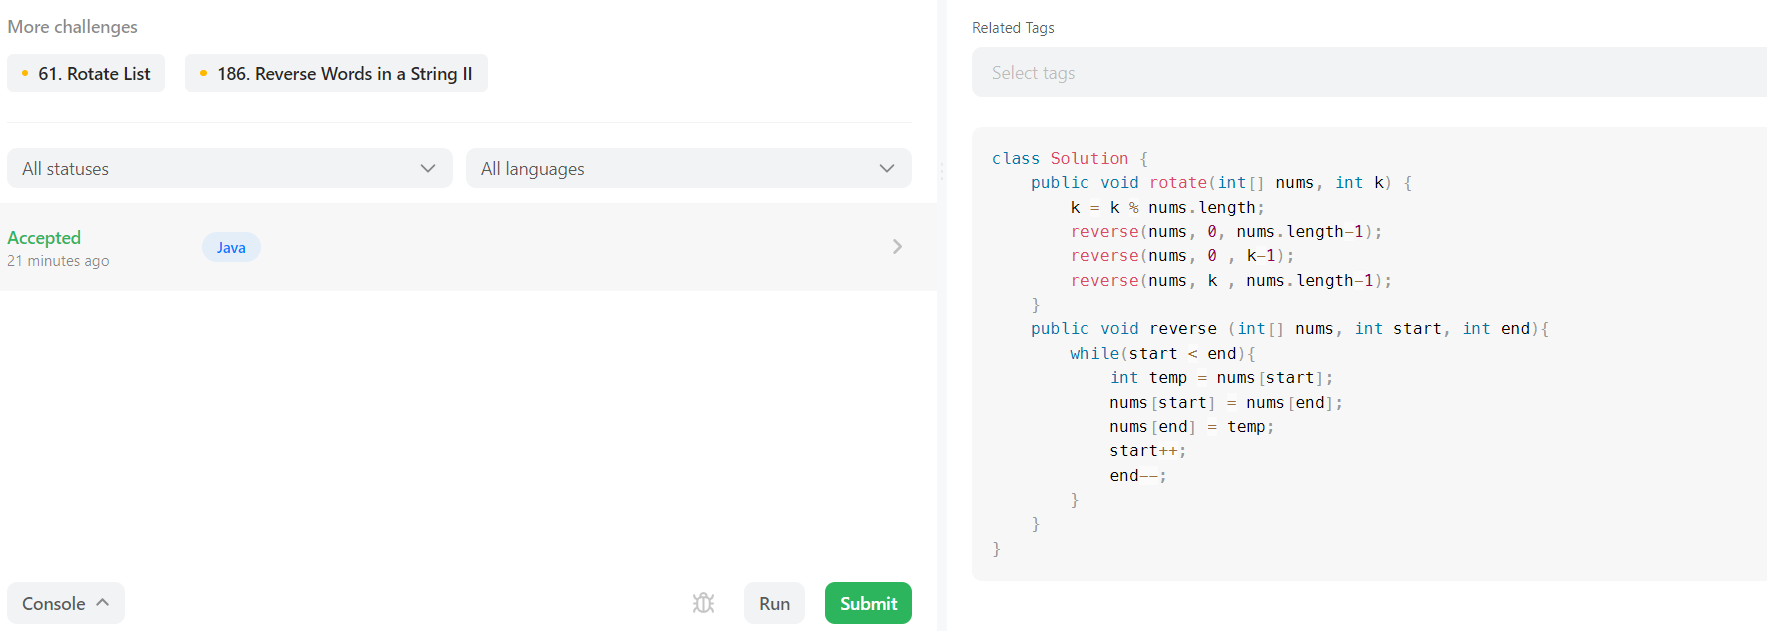 More challenges
61. Rotate List
186. Reverse Words in a String II
All statuses
All languages
Accepted
21 minutes ago
Java
Console
Run
Submit
Related Tags
Select tags
class Solution {
    public void rotate(int[] nums, int k) {
        k = k % nums.length;
        reverse(nums, 0, nums.length-1);
        reverse(nums, 0 , k-1);
        reverse(nums, k , nums.length-1);
    }
    public void reverse (int[] nums, int start, int end){
        while(start < end){
            int temp = nums[start];
            nums[start] = nums[end];
            nums[end] = temp;
            start++;
            end--;
        }
    }
}